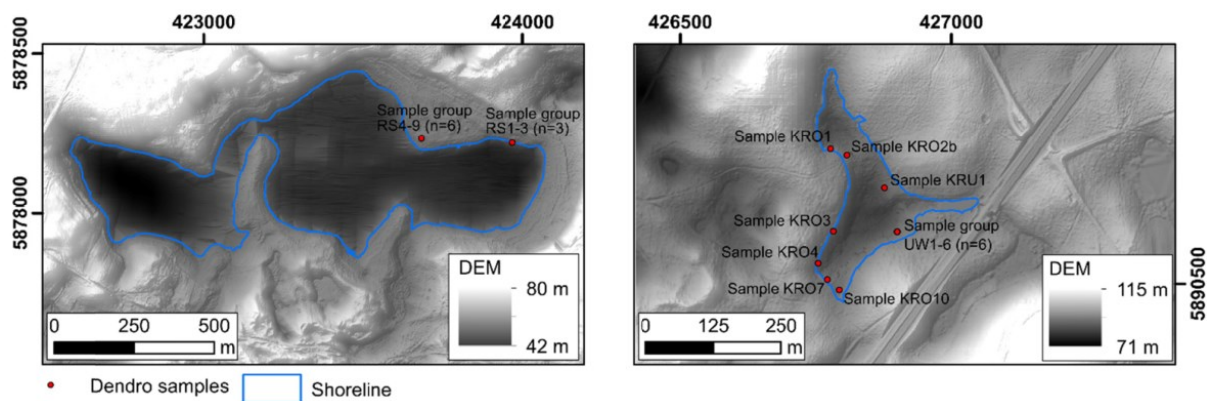 423000
424000
5878500
5878000
Sample group
RS4-9 (n=6)
Sample group
RS1-3 (n=3)
DEM
80 m
42 m
0
250
500
m
426500
427000
5890500
Sample KRO1
Sample KRO2b
Sample KRU1
Sample KRO3
Sample group
UW1-6 (n=6)
Sample KRO4
Sample KRO7
Sample KRO10
DEM
115 m
71 m
0
125
250
m
Dendro samples
Shoreline